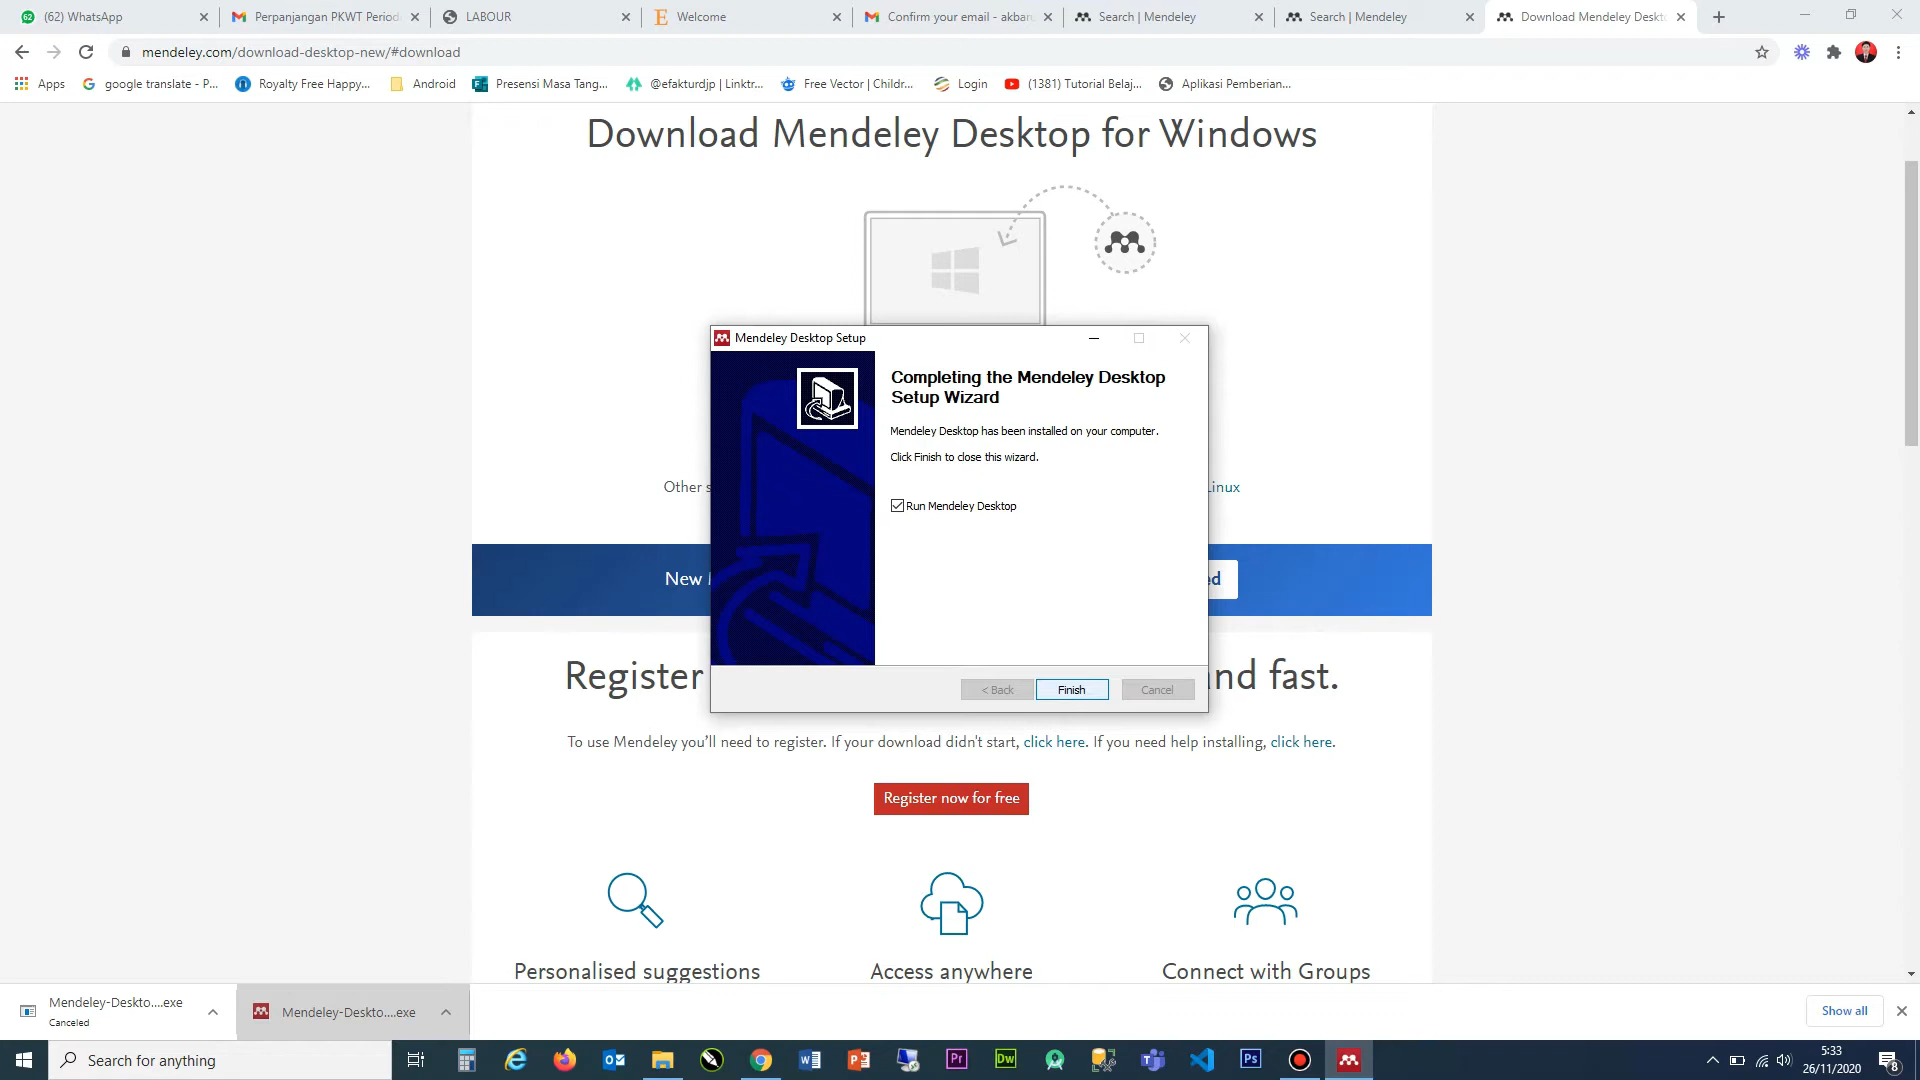 (62) WhatsApp
Perpanjangan PKWT Period
LABOUR
Welcome
Confirm your email - akbar
Search | Mendeley
Search | Mendeley
Download Mendeley Deskt
mendeley.com/download-desktop-new/#download
Apps
google translate - P...
Royalty Free Happy...
Android
Presensi Masa Tang...
@efakturdjp | Linktr...
Free Vector | Childr...
Login
(1381) Tutorial Belaj...
Aplikasi Pemberian...
Download Mendeley Desktop for Windows
Mendeley Desktop Setup
Completing the Mendeley Desktop
Setup Wizard
Mendeley Desktop has been installed on your computer.
Click Finish to close this wizard.
Other s
Linux
Run Mendeley Desktop
New
ed
Register
nd fast.
< Back
Finish
Cancel
To use Mendeley you'll need to register. If your download didn't start, click here. If you need help installing, click here.
Register now for free
Personalised suggestions
Access anywhere
Connect with Groups
Mendeley-Deskto....exe
Canceled
Mendeley-Deskto....exe
Show all
Search for anything
5:33
26/11/2020
8